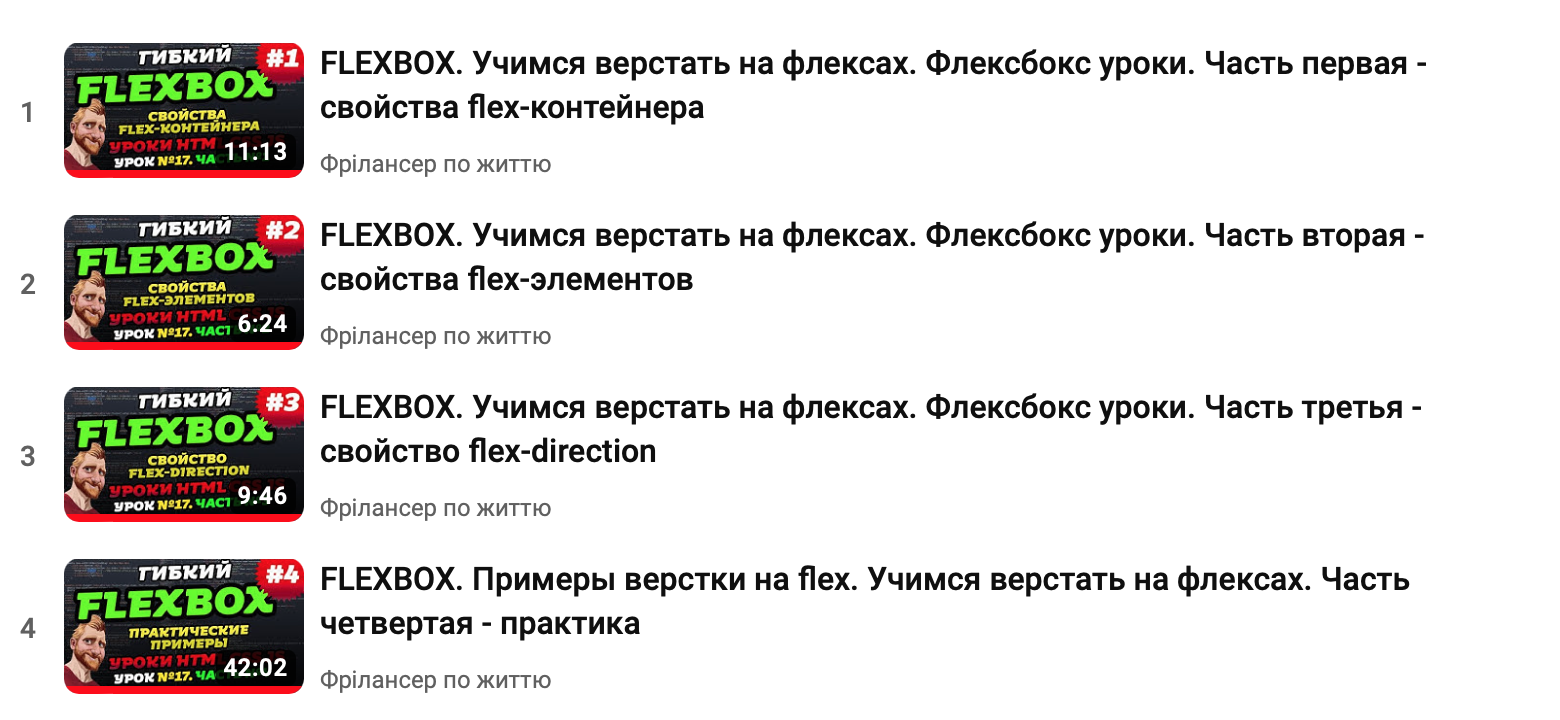 1
ГИБКИЙ
#1
FLEXBOX
СВОЙСТВА
FLEX-КОНТЕЙНЕРА
УРОКИ HTM
УРОК №17. ЧА
11:13
FLEXBOX. Учимся верстать на флексах. Флексбокс уроки. Часть первая -
свойства flex-контейнера
Фрілансер по життю
2
ГИБКИЙ
#2
FLEXBOX
СВОЙСТВА
FLEX-ЭЛЕМЕНТОВ
УРОКИ HTML CSS JS
УРОК №17. ЧАСТ
6:24
FLEXBOX. Учимся верстать на флексах. Флексбокс уроки. Часть вторая -
свойства flex-элементов
Фрілансер по життю
3
ГИБКИЙ
#3
FLEXBOX
СВОЙСТВО
FLEX-DIRECTION
УРОКИ HTML CSS JS
УРОК №17. ЧАСТ
9:46
FLEXBOX. Учимся верстать на флексах. Флексбокс уроки. Часть третья -
свойство flex-direction
Фрілансер по життю
4
ГИБКИЙ
#4
FLEXBOX
ПРАКТИЧЕСКИЕ
ПРИМЕРЫ
УРОКИ HTM
УРОК №17. ЧА
42:02
FLEXBOX. Примеры верстки на flex. Учимся верстать на флексах. Часть
четвертая - практика
Фрілансер по життю